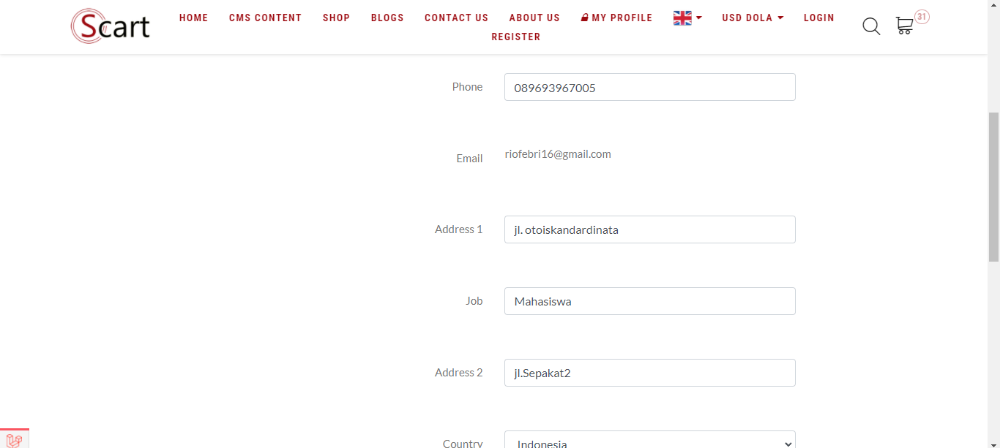 Scart
HOME CMS CONTENT SHOP BLOGS CONTACT US ABOUT US MY PROFILE USD DOLA LOGIN
REGISTER
31
Phone 089693967005
Email riofebri16@gmail.com
Address 1 jl. otoiskandardinata
Job Mahasiswa
Address 2 jl.Sepakat2
Country Indonesia